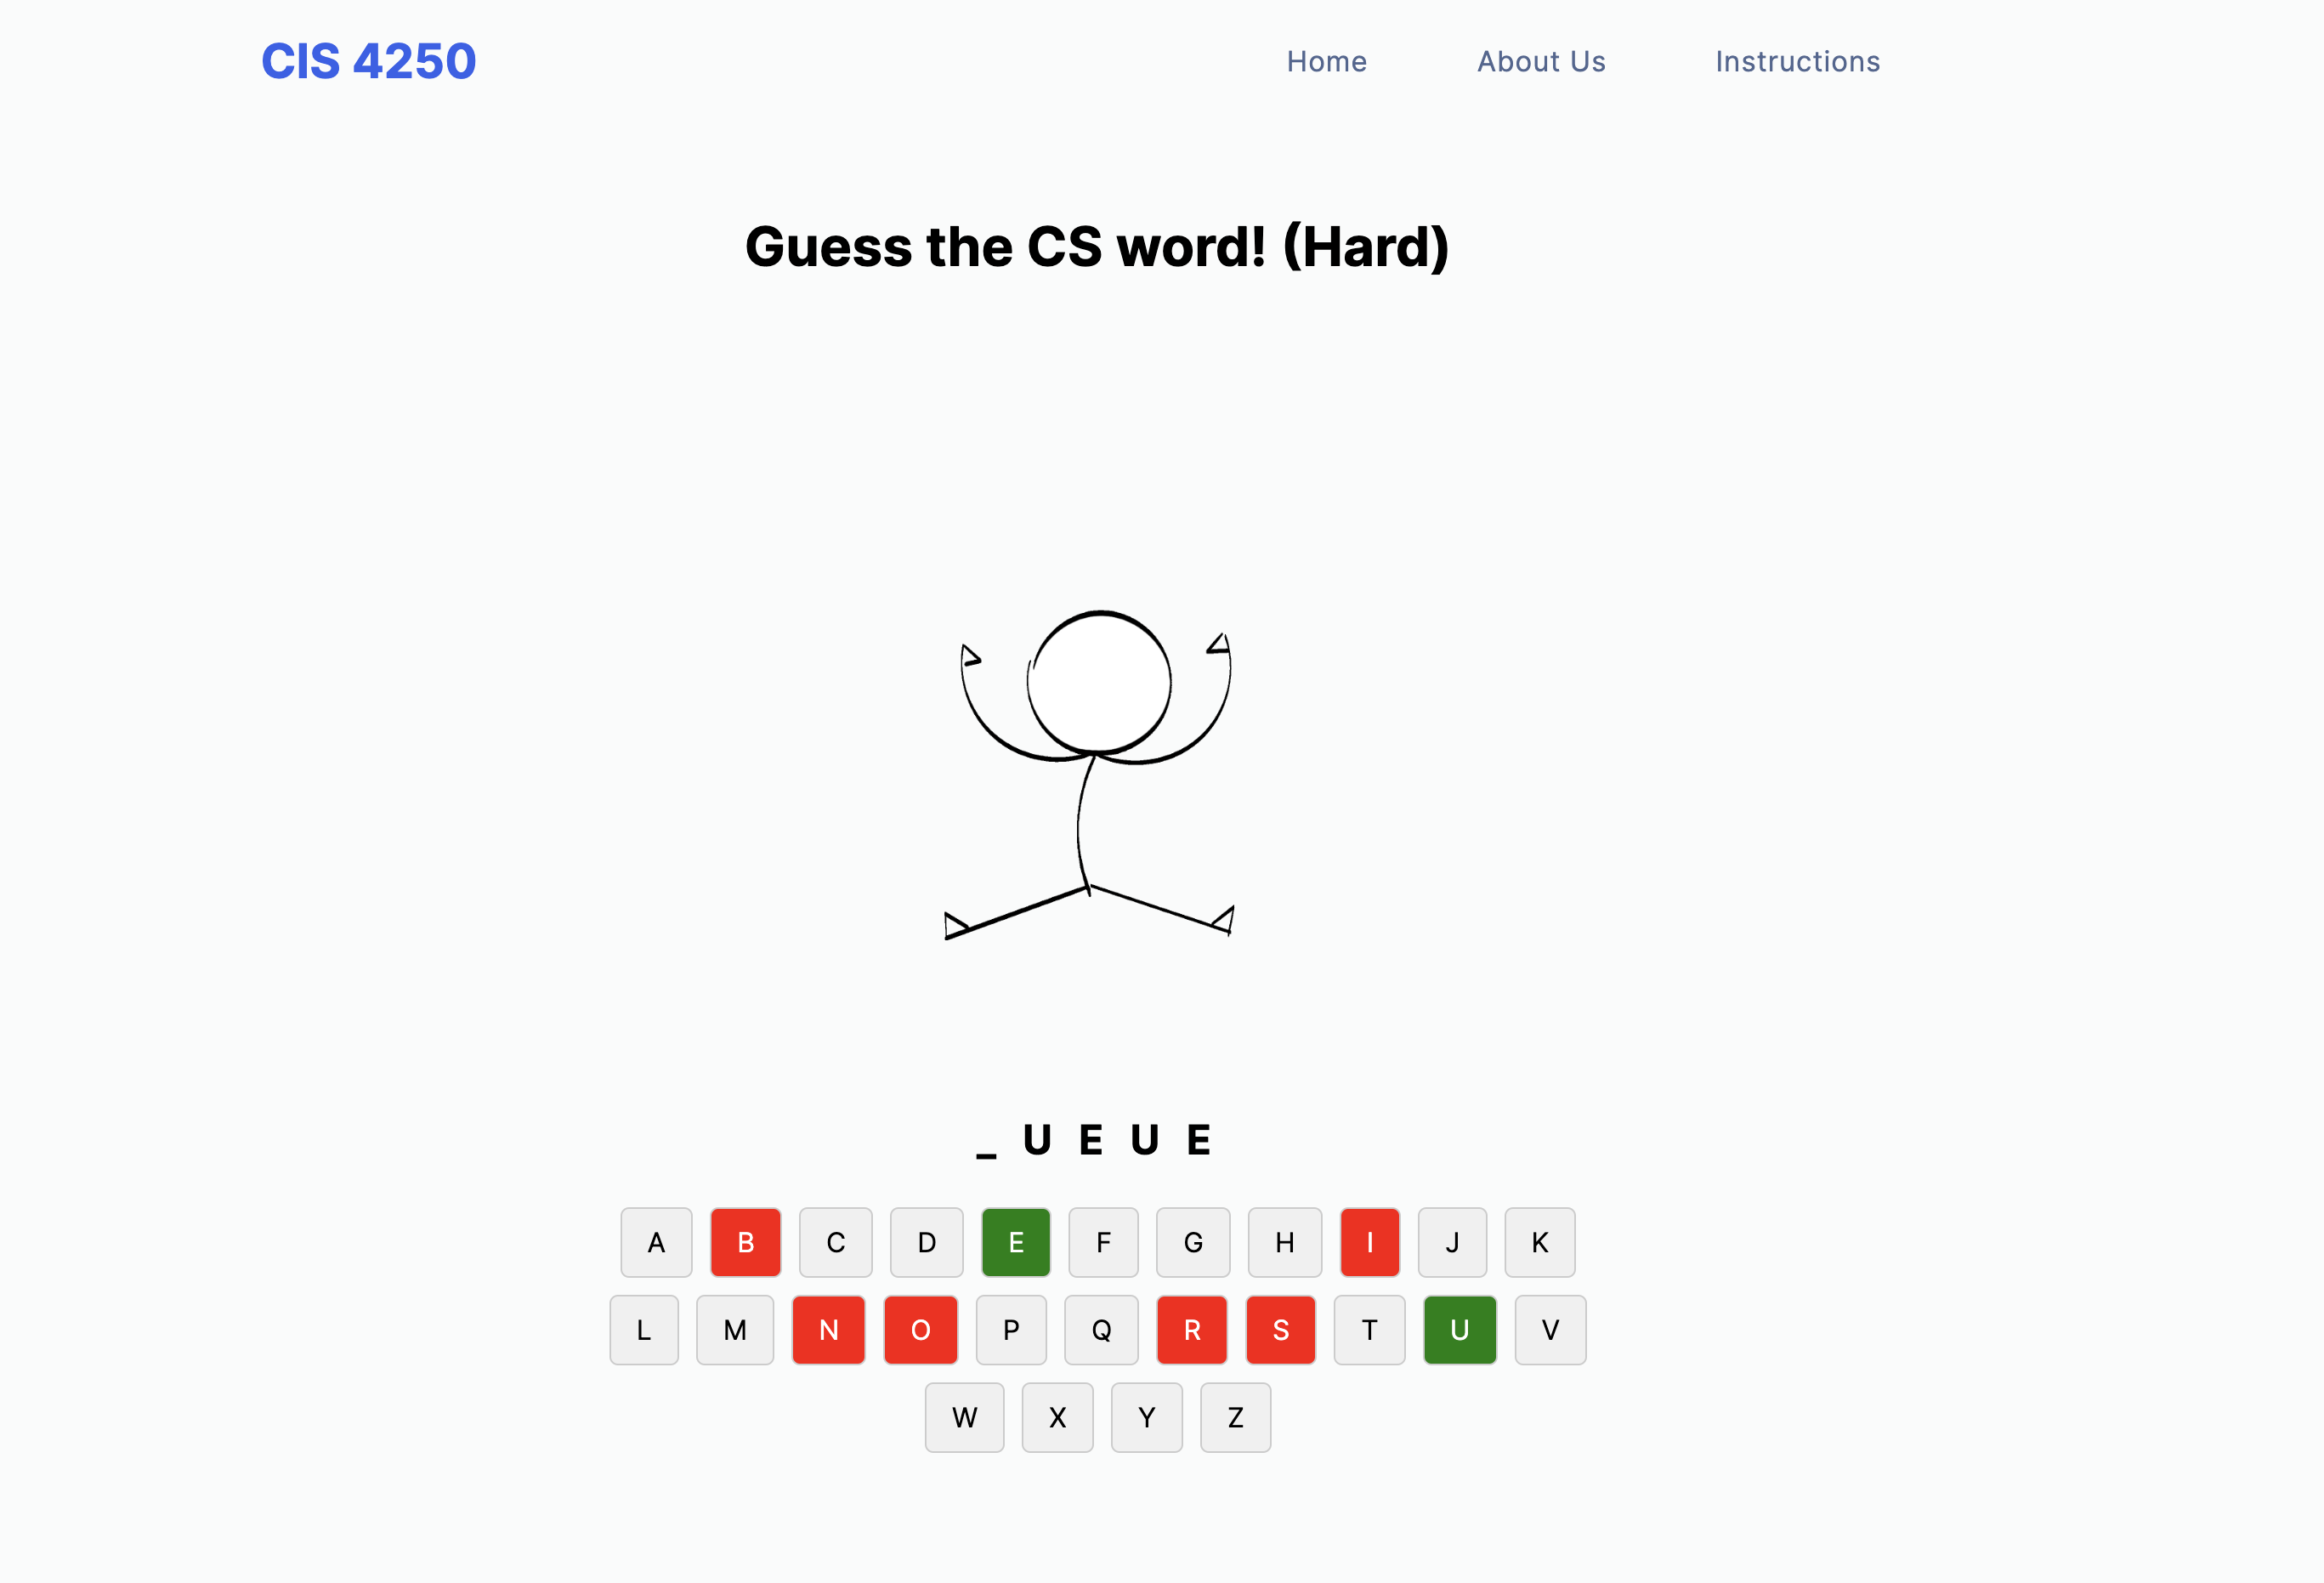 CIS 4250 Home About Us Instructions
Guess the CS word! (Hard)
_ U E U E
A B C D E F G H I J K
L M N O P Q R S T U V
W X Y Z